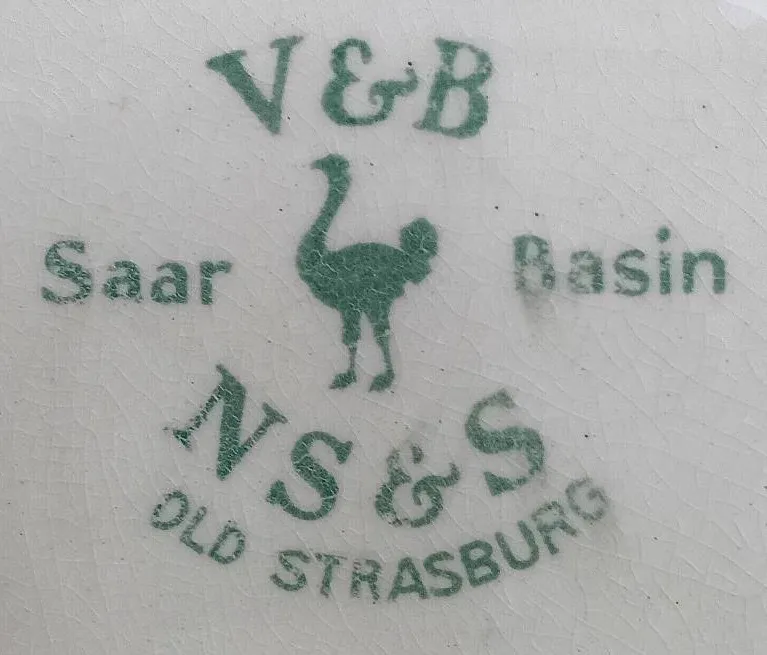 V & B
Saar Basin
NS & S
OLD STRASBURG